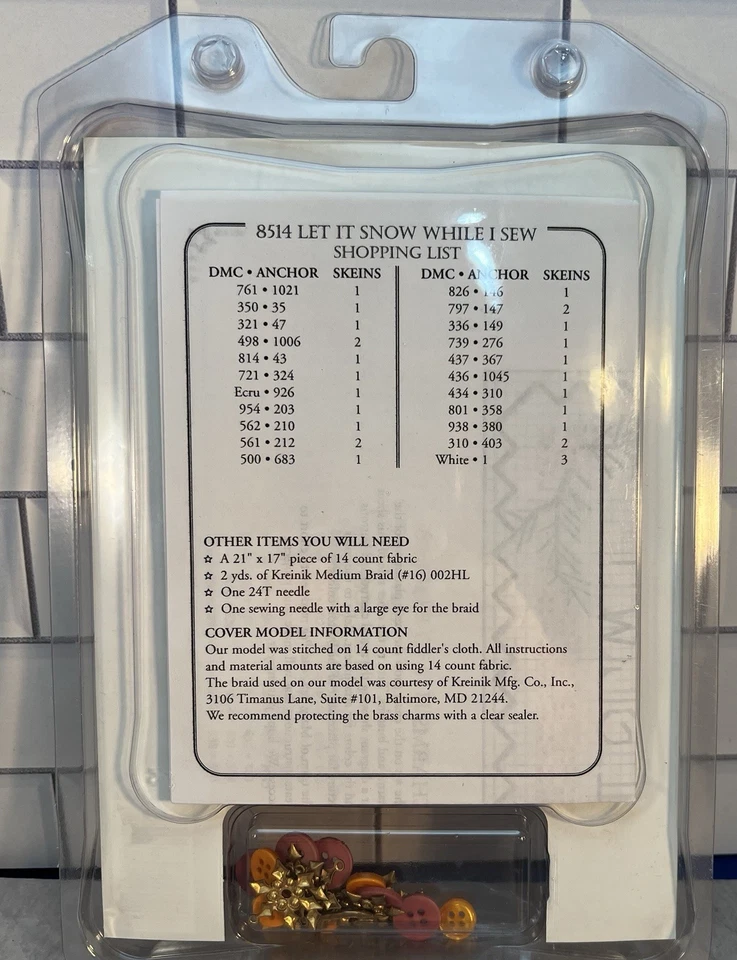 8514 LET IT SNOW WHILE I SEW
SHOPPING LIST
DMC • ANCHOR SKEINS
761 • 1021 1
350 • 35 1
321 • 47 1
498 • 1006 2
814 • 43 1
721 • 324 1
Ecru • 926 1
954 • 203 1
562 • 210 1
561 • 212 2
500 • 683 1
DMC • ANCHOR SKEINS
826 • 146 1
797 • 147 2
336 • 149 1
739 • 276 1
437 • 367 1
436 • 1045 1
434 • 310 1
801 • 358 1
938 • 380 1
310 • 403 2
White • 1 3
OTHER ITEMS YOU WILL NEED
☆ A 21" x 17" piece of 14 count fabric
☆ 2 yds. of Kreinik Medium Braid (#16) 002HL
☆ One 24T needle
☆ One sewing needle with a large eye for the braid
COVER MODEL INFORMATION
Our model was stitched on 14 count fiddler's cloth. All instructions
and material amounts are based on using 14 count fabric.
The braid used on our model was courtesy of Kreinik Mfg. Co., Inc.,
3106 Timanus Lane, Suite #101, Baltimore, MD 21244.
We recommend protecting the brass charms with a clear sealer.